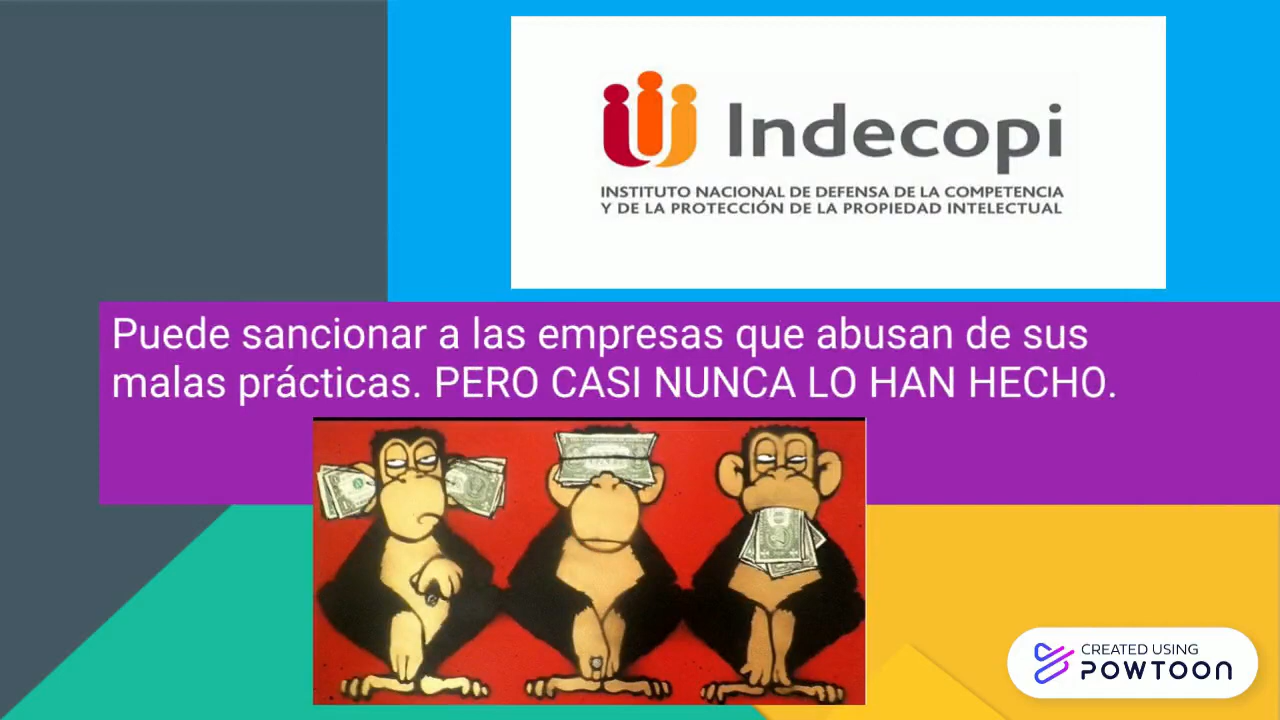 Indecopi
INSTITUTO NACIONAL DE DEFENSA DE LA COMPETENCIA
Y DE LA PROTECCIÓN DE LA PROPIEDAD INTELECTUAL
Puede sancionar a las empresas que abusan de sus
malas prácticas. PERO CASI NUNCA LO HAN HECHO.
CREATED USING
POWTOON